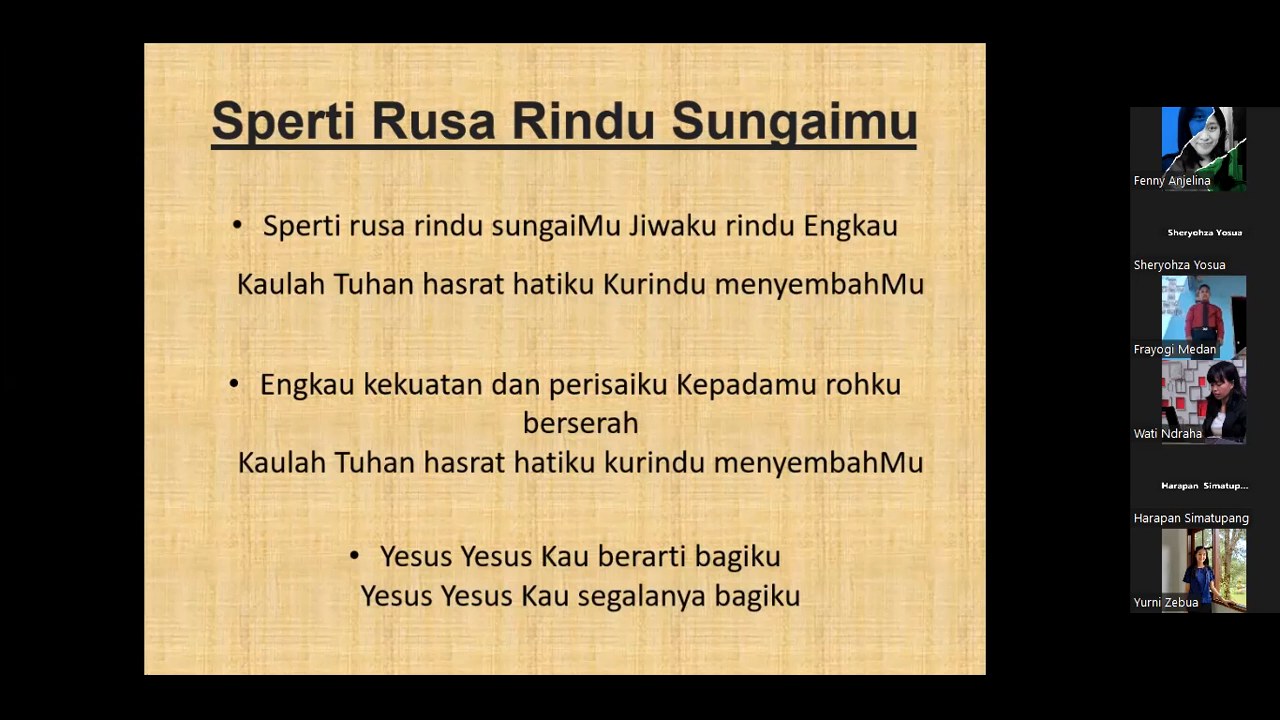 Sperti Rusa Rindu Sungaimu
• Sperti rusa rindu sungaiMu Jiwaku rindu Engkau
Kaulah Tuhan hasrat hatiku Kurindu menyembahMu
• Engkau kekuatan dan perisaiku Kepadamu rohku
berserah
Kaulah Tuhan hasrat hatiku kurindu menyembahMu
• Yesus Yesus Kau berarti bagiku
Yesus Yesus Kau segalanya bagiku
Fenny Anjelina
Sheryohza Yosua
Sheryohza Yosua
Frayogi Medan
Wati Ndraha
Harapan Simatup...
Harapan Simatupang
Yurni Zebua